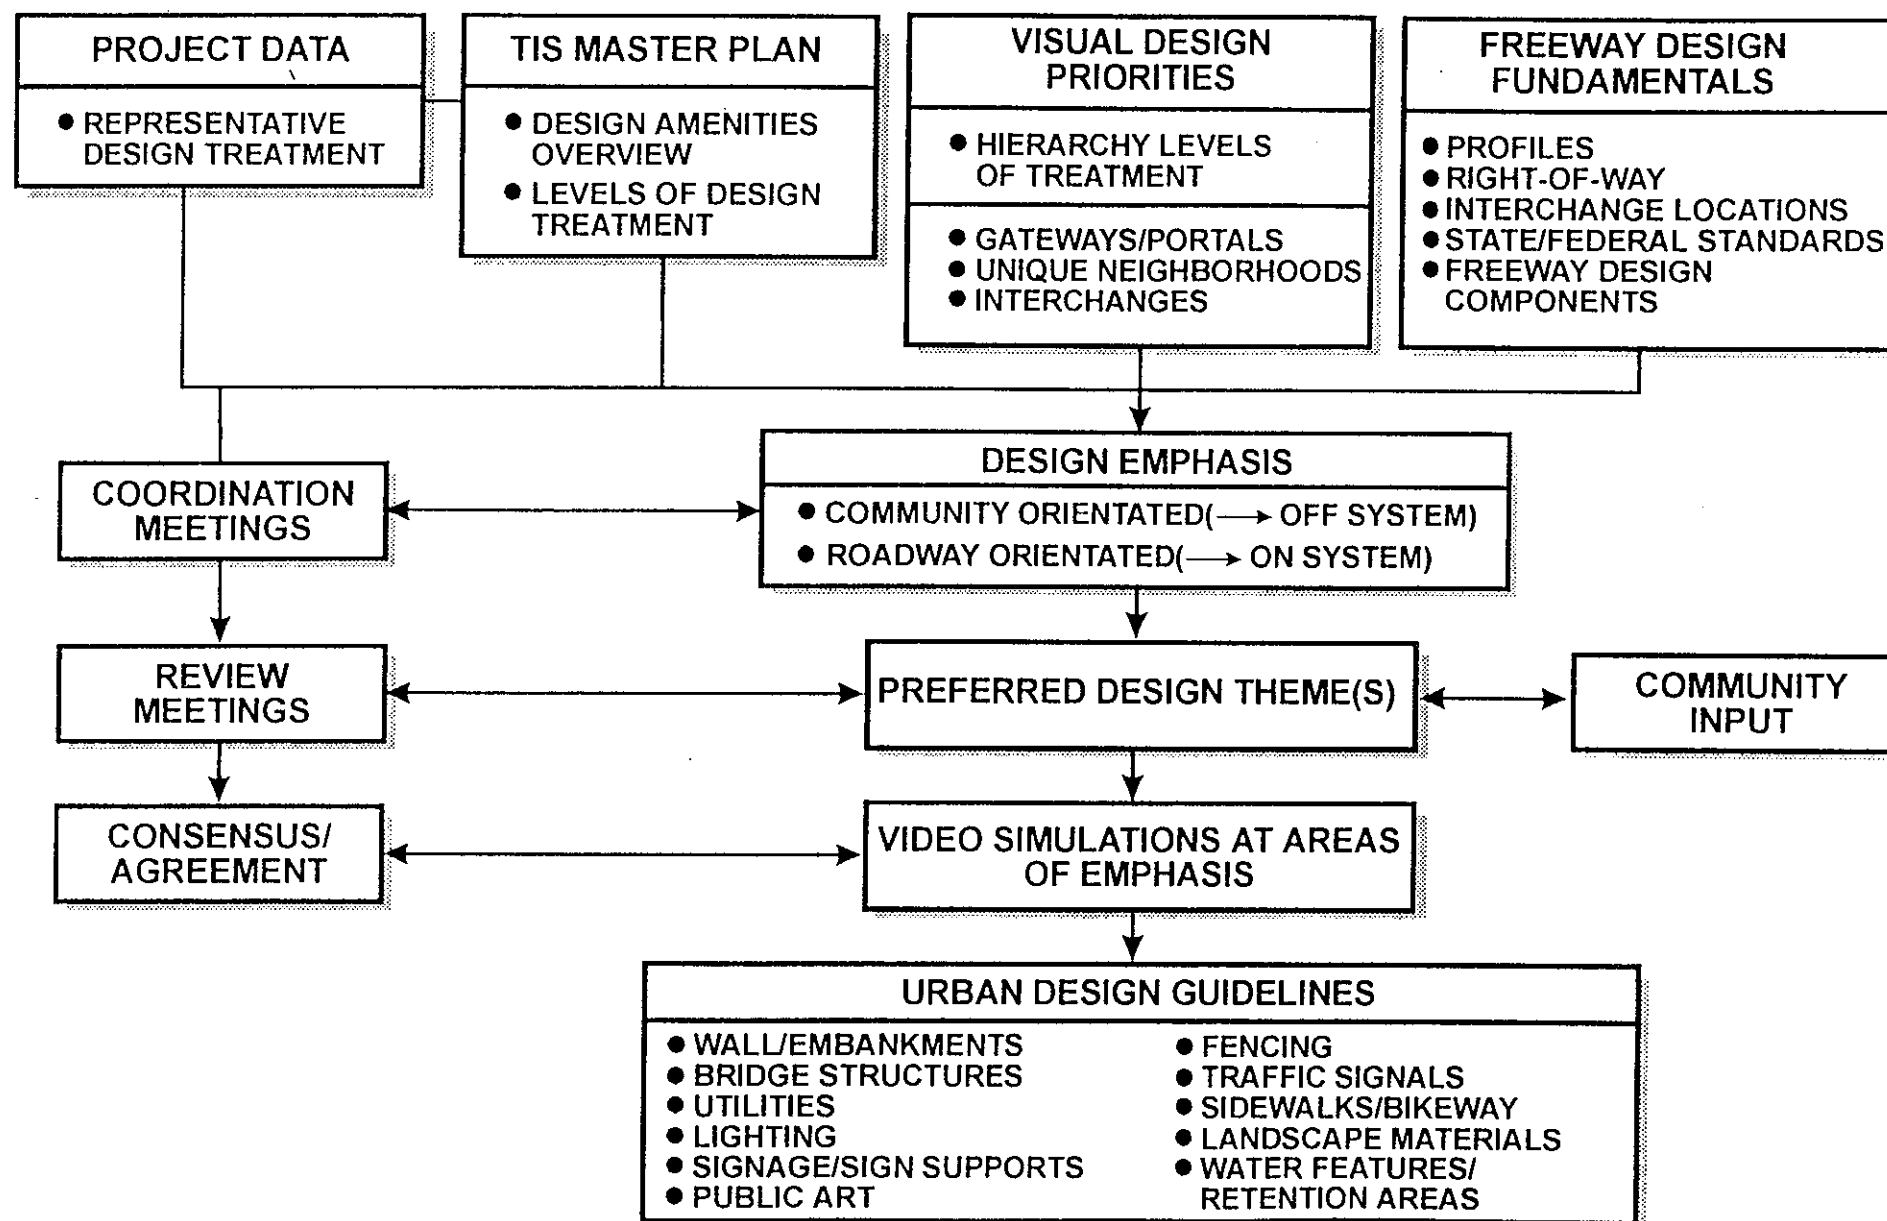 PROJECT DATA
● REPRESENTATIVE
DESIGN TREATMENT
TIS MASTER PLAN
● DESIGN AMENITIES
OVERVIEW
● LEVELS OF DESIGN
TREATMENT
VISUAL DESIGN
PRIORITIES
● HIERARCHY LEVELS
OF TREATMENT
● GATEWAYS/PORTALS
● UNIQUE NEIGHBORHOODS
● INTERCHANGES
FREEWAY DESIGN
FUNDAMENTALS
● PROFILES
● RIGHT-OF-WAY
● INTERCHANGE LOCATIONS
● STATE/FEDERAL STANDARDS
● FREEWAY DESIGN
COMPONENTS
COORDINATION
MEETINGS
DESIGN EMPHASIS
● COMMUNITY ORIENTATED(⟶ OFF SYSTEM)
● ROADWAY ORIENTATED(⟶ ON SYSTEM)
REVIEW
MEETINGS
PREFERRED DESIGN THEME(S)
COMMUNITY
INPUT
CONSENSUS/
AGREEMENT
VIDEO SIMULATIONS AT AREAS
OF EMPHASIS
URBAN DESIGN GUIDELINES
● WALL/EMBANKMENTS
● BRIDGE STRUCTURES
● UTILITIES
● LIGHTING
● SIGNAGE/SIGN SUPPORTS
● PUBLIC ART
● FENCING
● TRAFFIC SIGNALS
● SIDEWALKS/BIKEWAY
● LANDSCAPE MATERIALS
● WATER FEATURES/
RETENTION AREAS